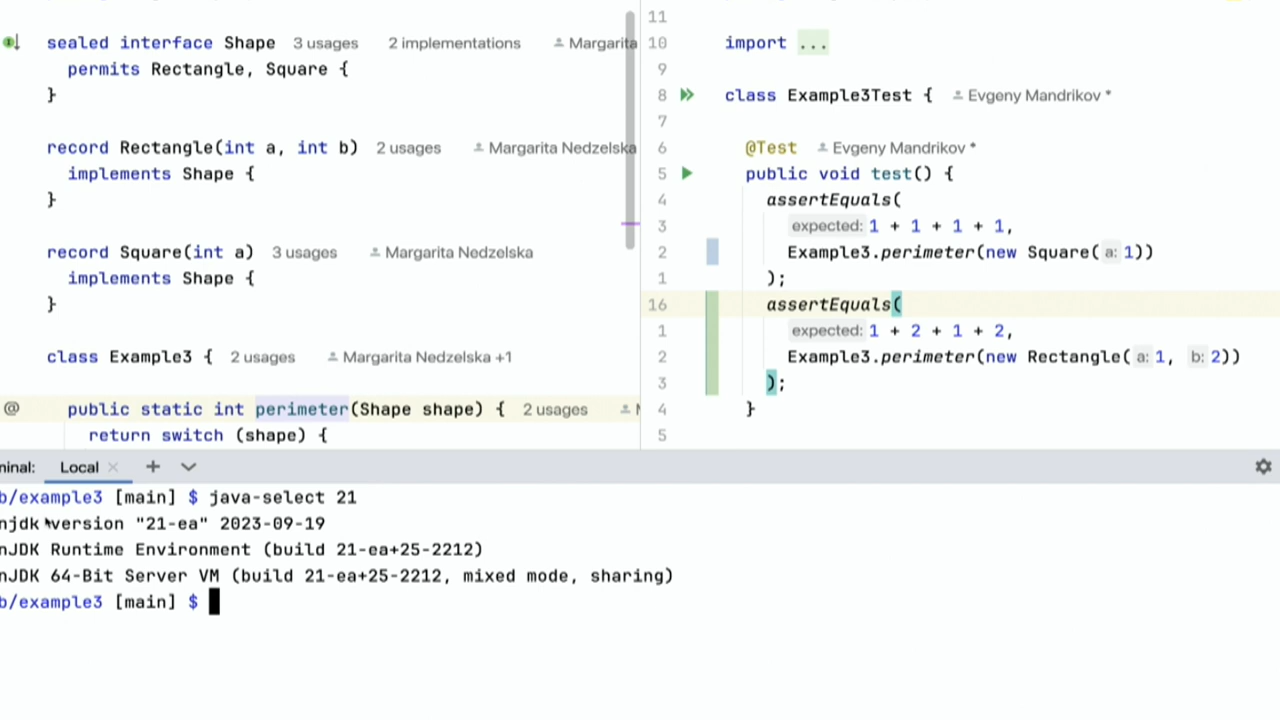 sealed interface Shape 3 usages 2 implementations Margarita
permits Rectangle, Square {
}
record Rectangle(int a, int b) 2 usages Margarita Nedzelska
implements Shape {
}
record Square(int a) 3 usages Margarita Nedzelska
implements Shape {
}
class Example3 { 2 usages Margarita Nedzelska +1
@ public static int perimeter(Shape shape) { 2 usages
return switch (shape) {
11
10 import ...
9
8 class Example3Test { Evgeny Mandrikov *
7
6 @Test Evgeny Mandrikov *
5 public void test() {
4 assertEquals(
3 expected: 1 + 1 + 1 + 1,
2 Example3.perimeter(new Square( a: 1))
1 );
16 assertEquals(
1 expected: 1 + 2 + 1 + 2,
2 Example3.perimeter(new Rectangle( a: 1, b: 2))
3 );
4 }
5
minal: Local × +
b/example3 [main] $ java-select 21
njdk version "21-ea" 2023-09-19
nJDK Runtime Environment (build 21-ea+25-2212)
nJDK 64-Bit Server VM (build 21-ea+25-2212, mixed mode, sharing)
b/example3 [main] $